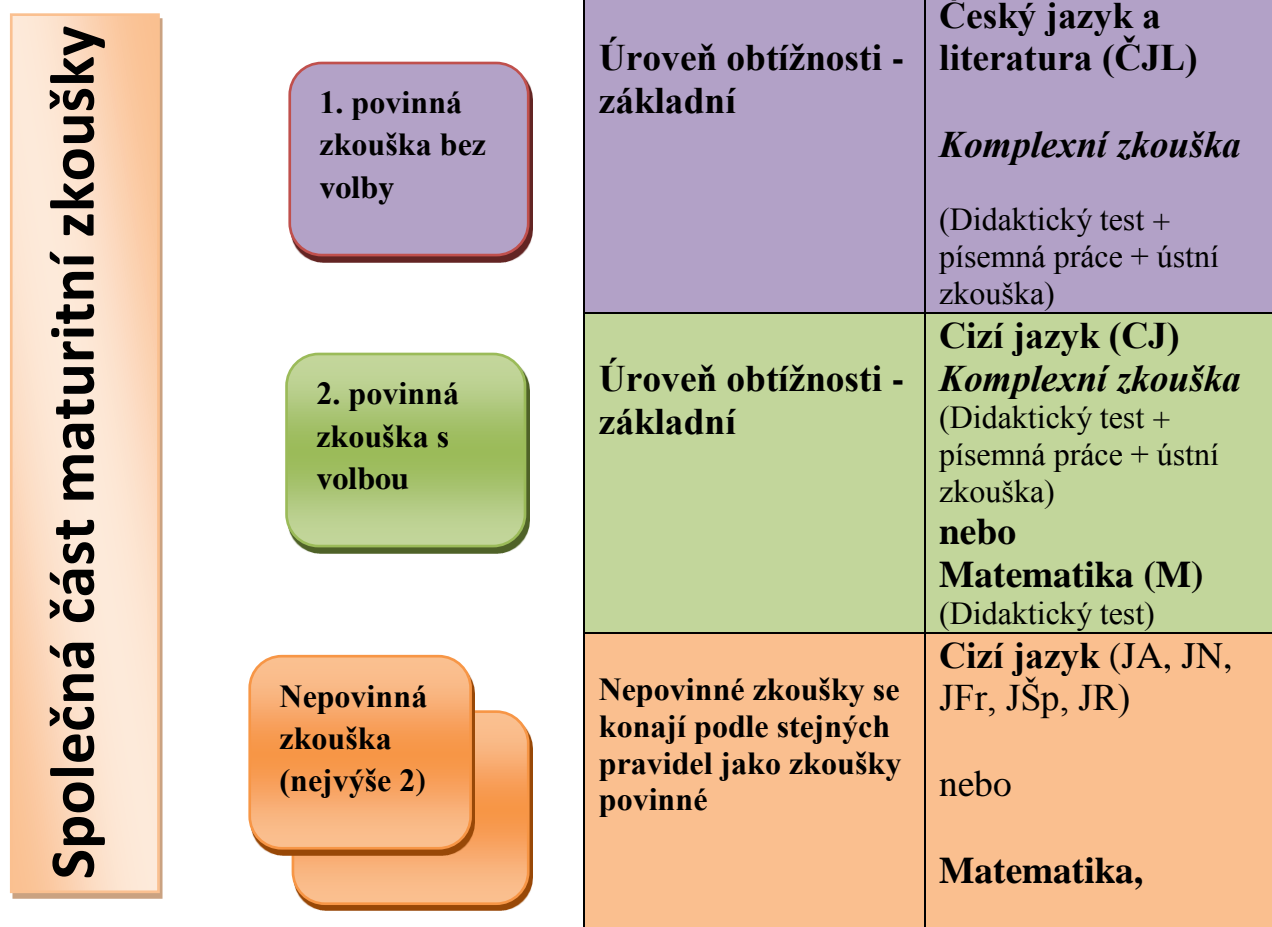 Společná část maturitní zkoušky
1. povinná
zkouška bez
volby
Úroveň obtížnosti -
základní
Český jazyk a
literatura (ČJL)
Komplexní zkouška
(Didaktický test +
písemná práce + ústní
zkouška)
2. povinná
zkouška s
volbou
Úroveň obtížnosti -
základní
Cizí jazyk (CJ)
Komplexní zkouška
(Didaktický test +
písemná práce + ústní
zkouška)
nebo
Matematika (M)
(Didaktický test)
Nepovinná
zkouška
(nejvýše 2)
Nepovinné zkoušky se
konají podle stejných
pravidel jako zkoušky
povinné
Cizí jazyk (JA, JN,
JFr, JŠp, JR)
nebo
Matematika,